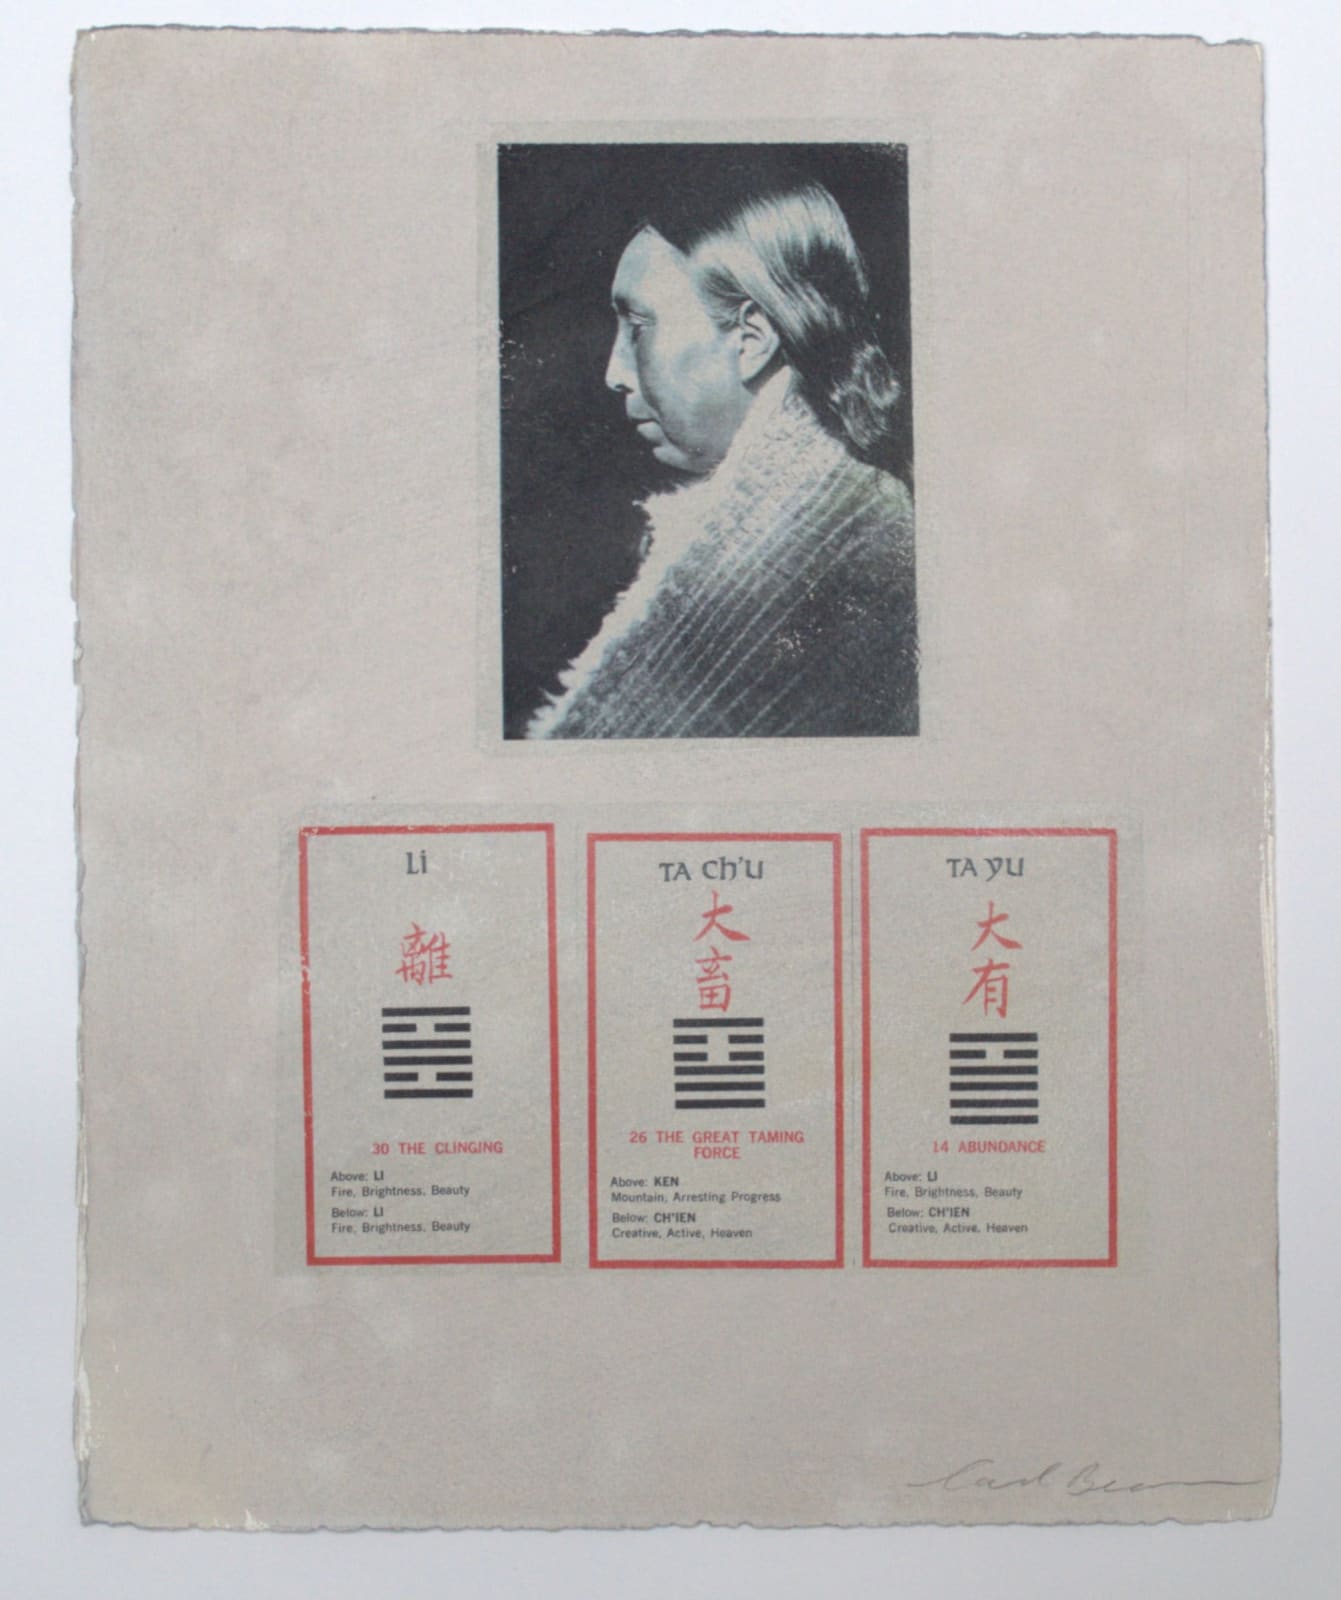 Li
離
30 THE CLINGING
Above: LI
Fire, Brightness, Beauty
Below: LI
Fire, Brightness, Beauty
TA Ch'u
大
畜
26 THE GREAT TAMING
FORCE
Above: KEN
Mountain, Arresting Progress
Below: CH'IEN
Creative, Active, Heaven
TA yu
大
有
14 ABUNDANCE
Above: LI
Fire, Brightness, Beauty
Below: CH'IEN
Creative, Active, Heaven
Carl Beam